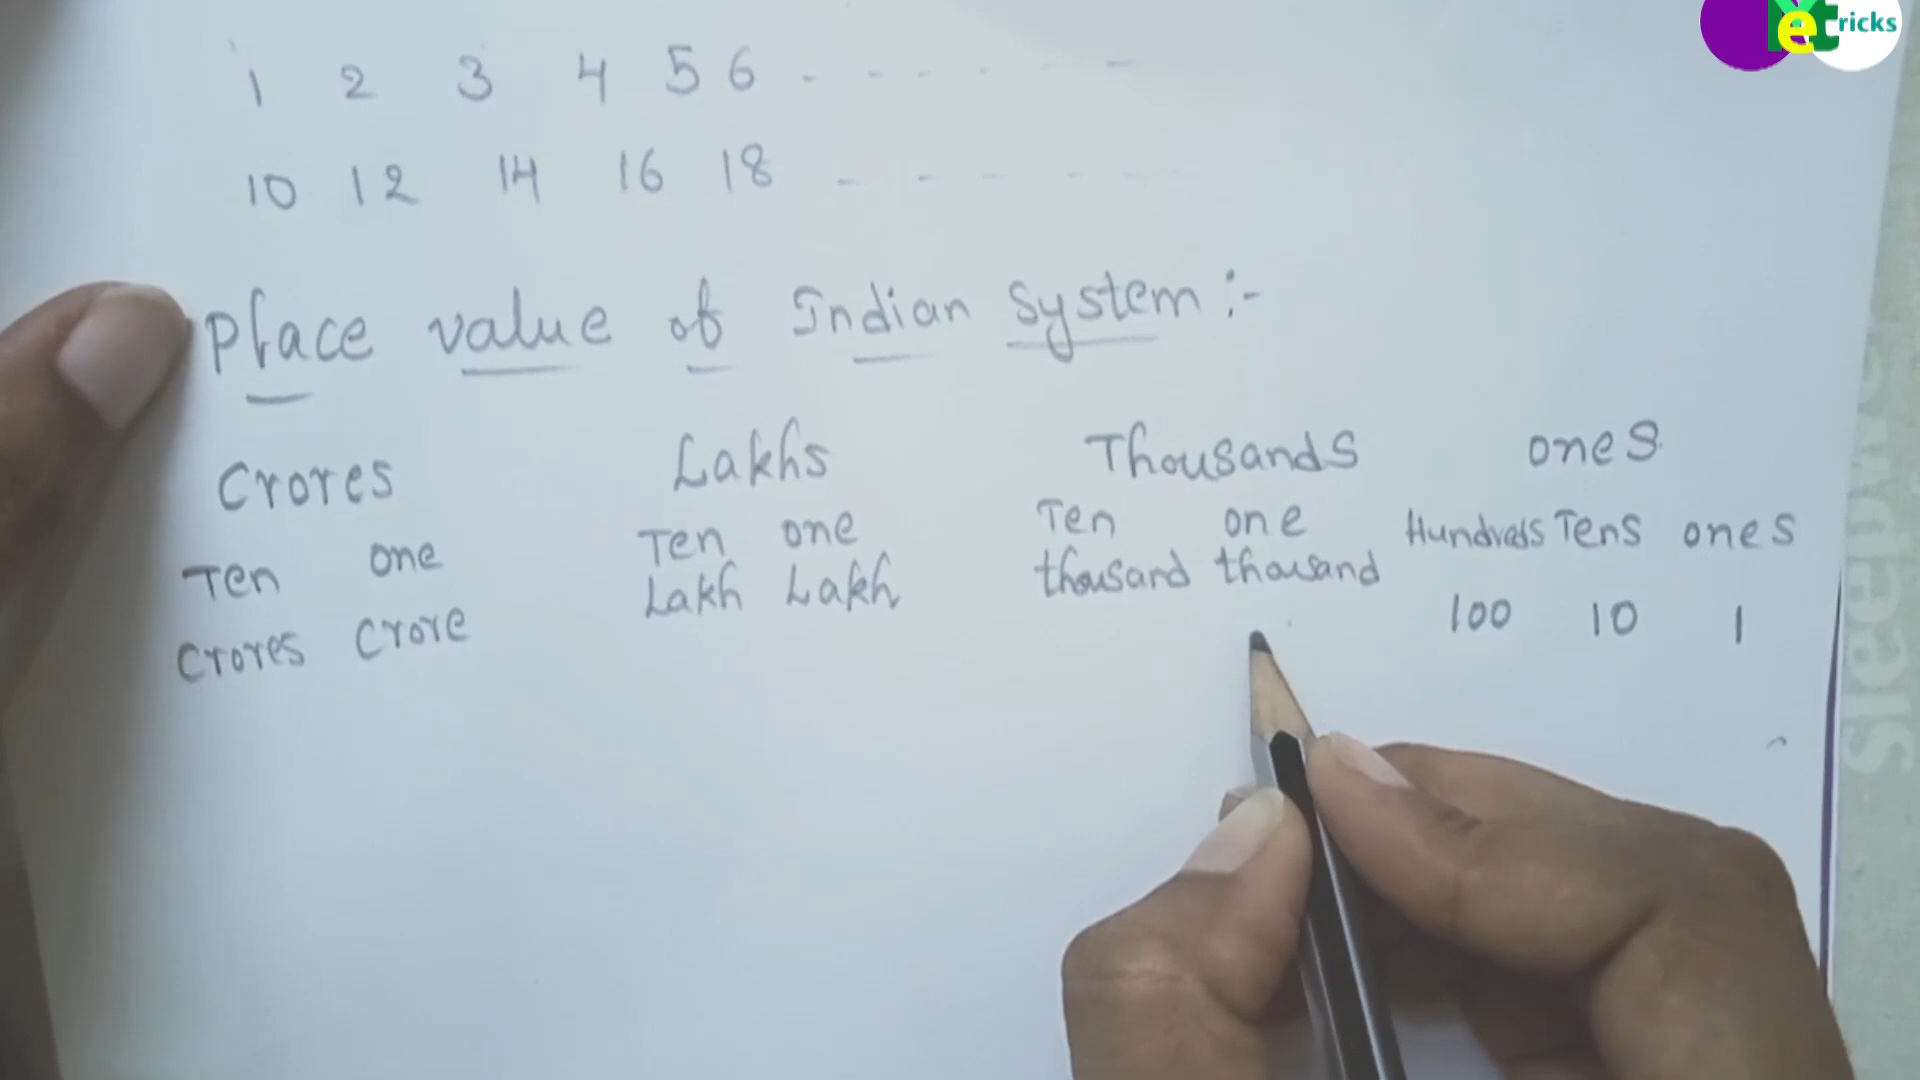 Yetricks
1 2 3 4 5 6 - - - - - -
10 12 14 16 18 - - - - -
Place value of Indian System :-
Crores Lakhs Thousands ones
Ten one Ten one Ten one Hundreds Tens ones
Crores Crore Lakh Lakh thousand thousand 100 10 1